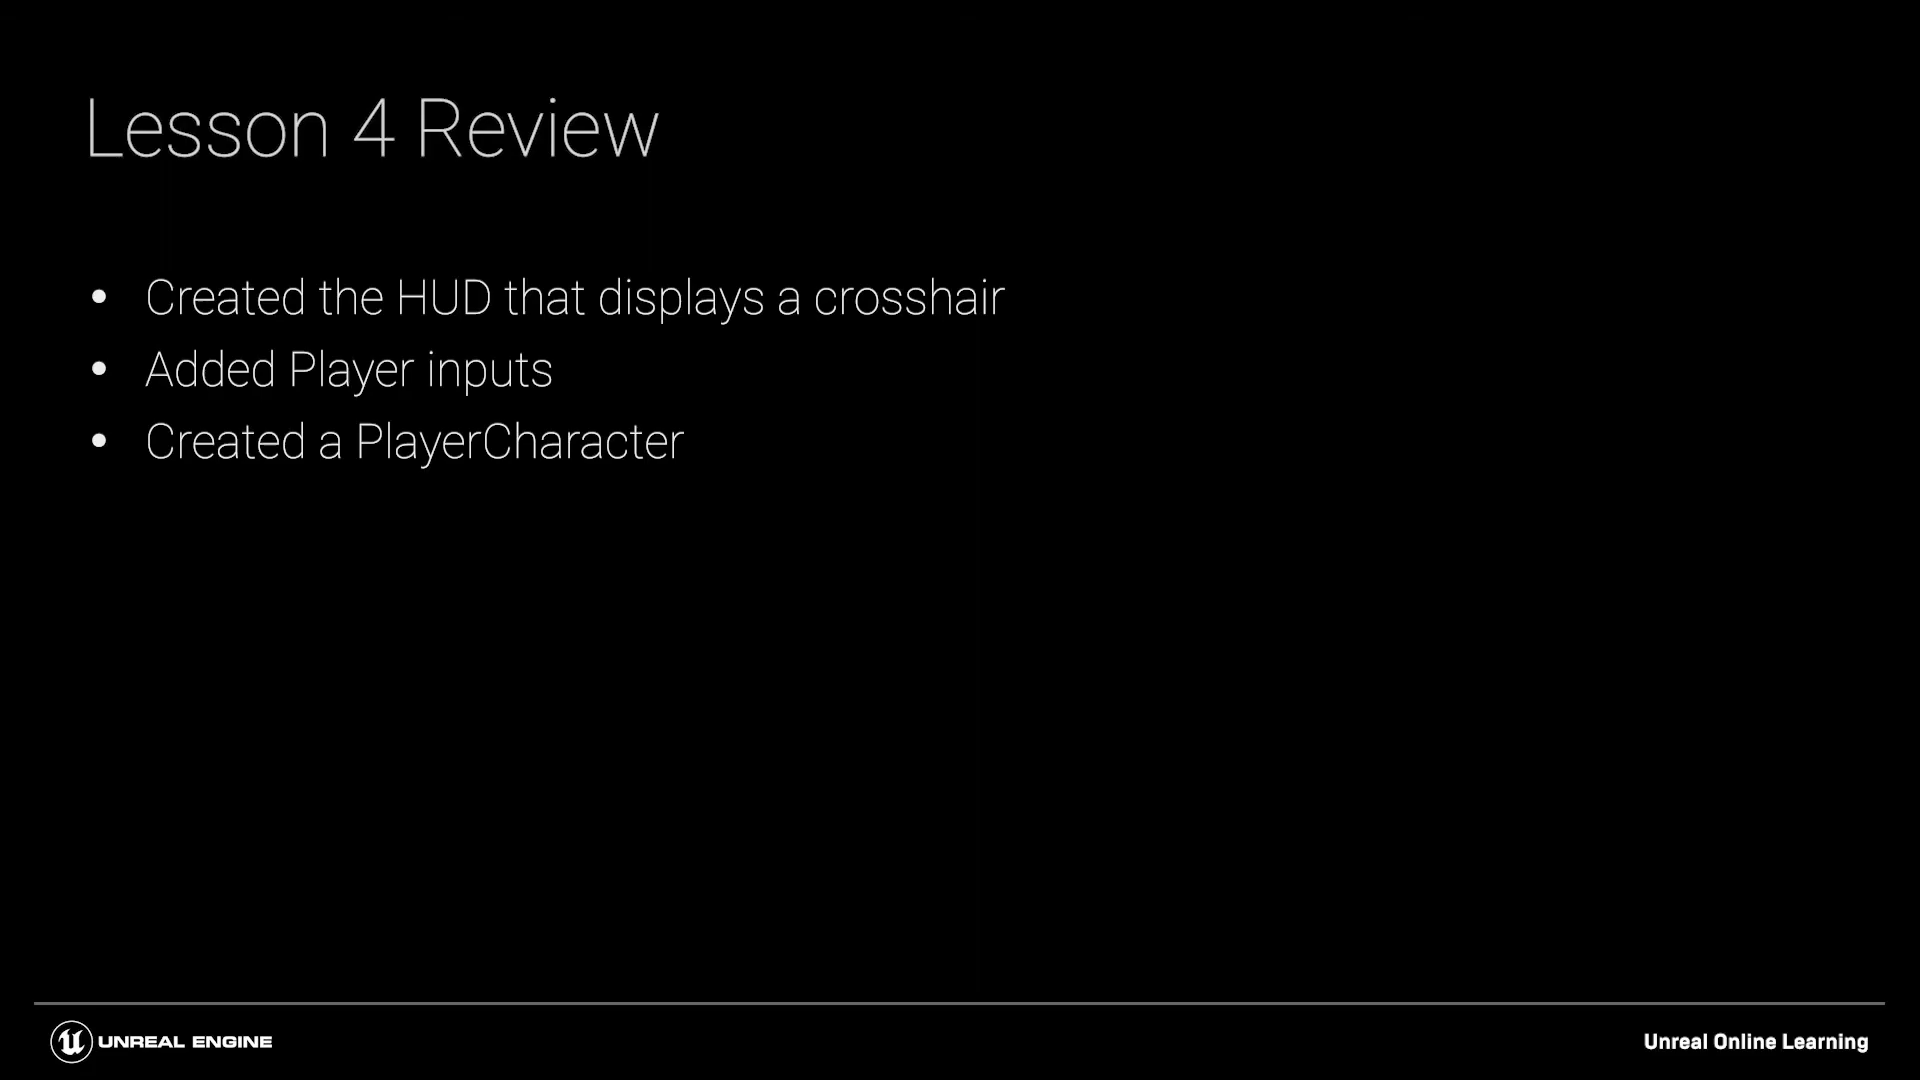 Lesson 4 Review
• Created the HUD that displays a crosshair
• Added Player inputs
• Created a PlayerCharacter
UNREAL ENGINE
Unreal Online Learning